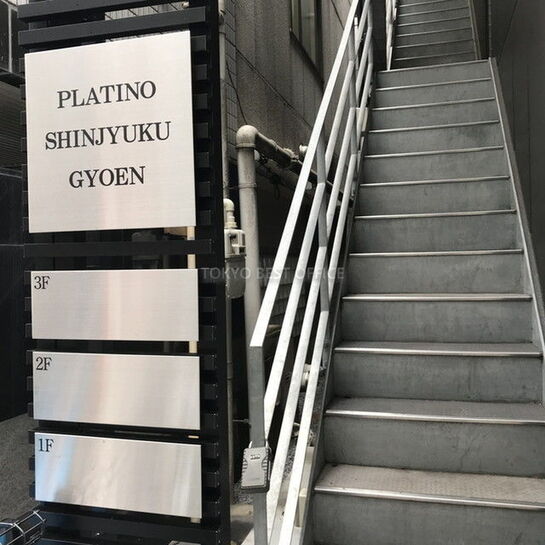 PLATINO
SHINJYUKU
GYOEN
3F
TOKYO BEST OFFICE
2F
1F